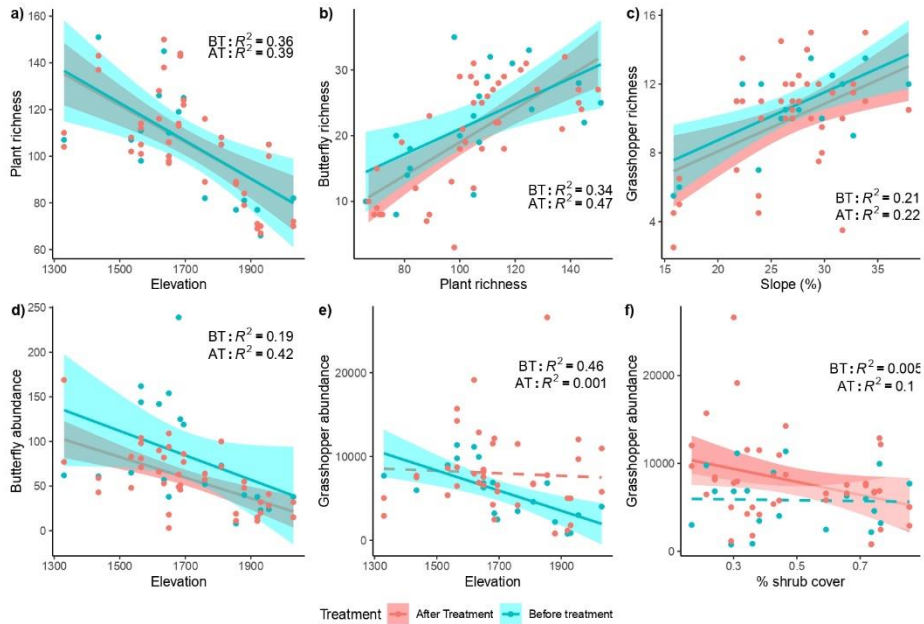 a)
BT: R² = 0.36
AT: R² = 0.39
Plant richness
160
140
120
100
80
60
1300
1500
1700
1900
Elevation
b)
BT: R² = 0.34
AT: R² = 0.47
Butterfly richness
30
20
10
80
100
120
140
Plant richness
c)
BT: R² = 0.21
AT: R² = 0.22
Grasshopper richness
16
12
8
4
15
20
25
30
35
Slope (%)
d)
BT: R² = 0.19
AT: R² = 0.42
Butterfly abundance
250
200
150
100
50
00
1300
1500
1700
1900
Elevation
e)
BT: R² = 0.46
AT: R² = 0.001
Grasshopper abundance
20000
10000
0
1300
1500
1700
1900
Elevation
f)
BT: R² = 0.005
AT: R² = 0.1
Grasshopper abundance
20000
10000
0
0.3
0.5
0.7
% shrub cover
Treatment After Treatment Before treatment